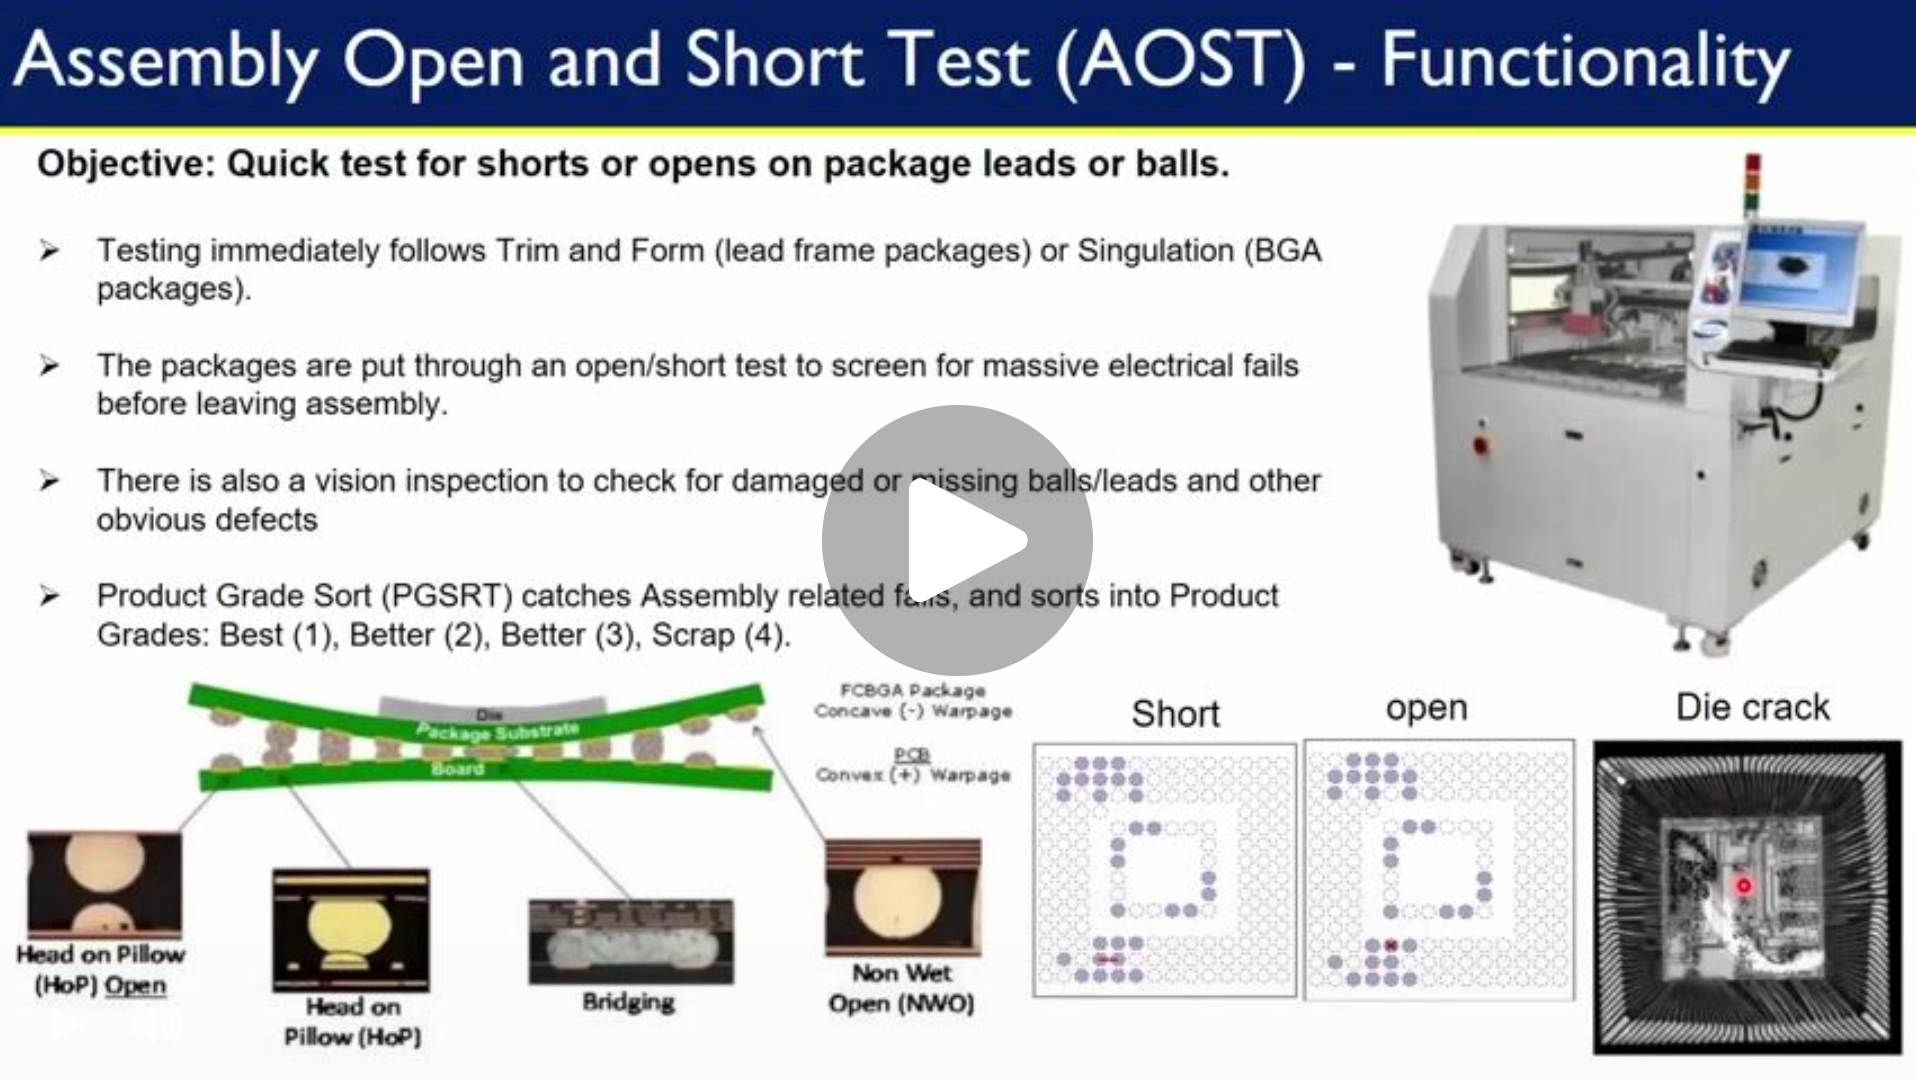 Assembly Open and Short Test (AOST) - Functionality
Objective: Quick test for shorts or opens on package leads or balls.
➢ Testing immediately follows Trim and Form (lead frame packages) or Singulation (BGA
packages).
➢ The packages are put through an open/short test to screen for massive electrical fails
before leaving assembly.
➢ There is also a vision inspection to check for damaged or missing balls/leads and other
obvious defects
➢ Product Grade Sort (PGSRT) catches Assembly related fails, and sorts into Product
Grades: Best (1), Better (2), Better (3), Scrap (4).
Die
Package Substrate
Board
FCBGA Package
Concave (-) Warpage
PCB
Convex (+) Warpage
Head on Pillow
(HoP) Open
Head on
Pillow (HoP)
Bridging
Non Wet
Open (NWO)
Short
open
Die crack